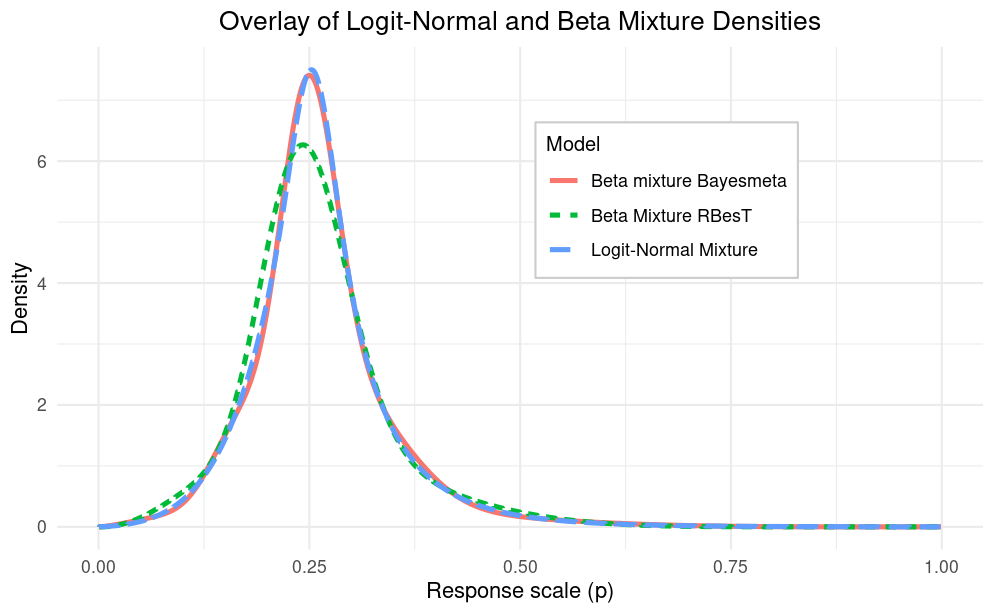 Overlay of Logit-Normal and Beta Mixture Densities
Density
6
4
2
0
Model
Beta mixture Bayesmeta
Beta Mixture RBesT
Logit-Normal Mixture
0.00 0.25 0.50 0.75 1.00
Response scale (p)